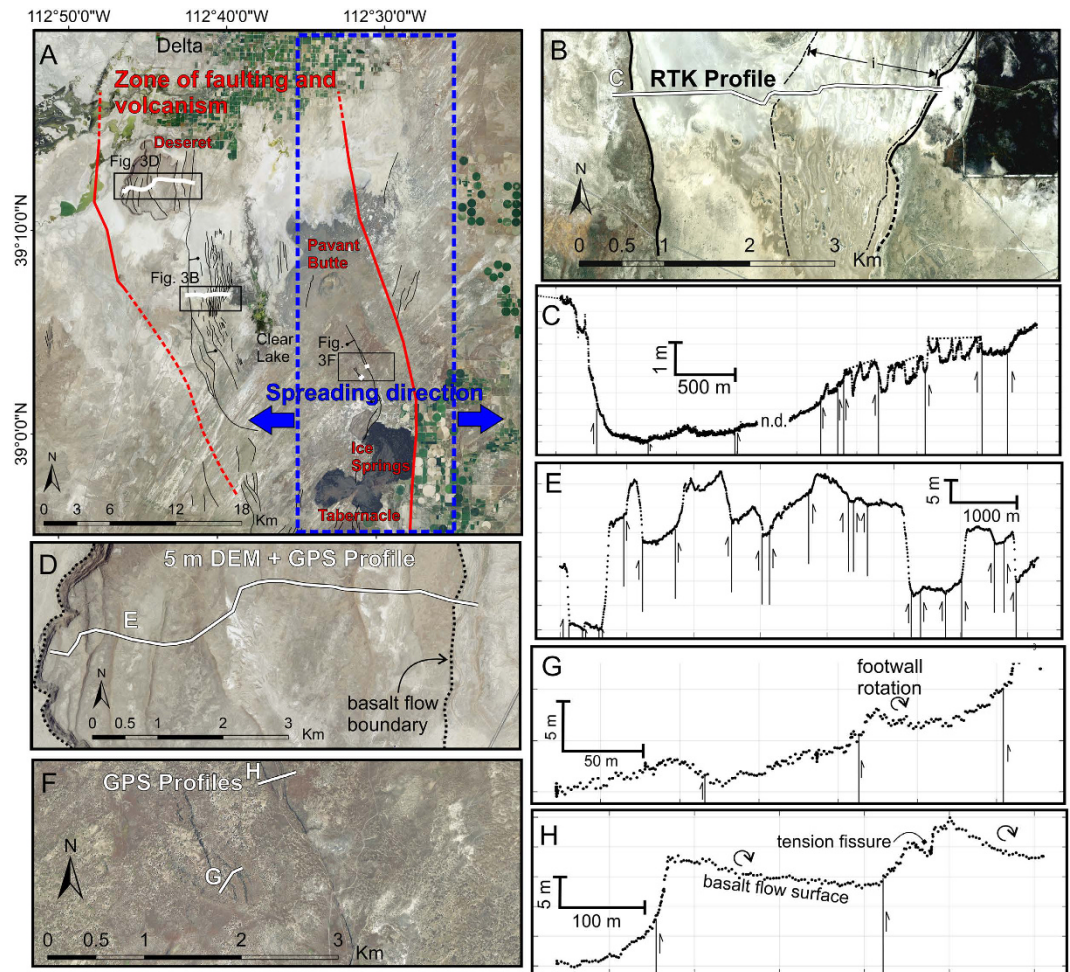 112°50'0"W
112°40'0"W
112°30'0"W
39°10'0"N
39°0'0"N
A
Delta
Zone of faulting and
volcanism
Deseret
Fig. 3D
Pavant
Butte
Fig. 3B
Clear
Lake
Fig.
3F
Spreading direction
Ice
Springs
Tabernacle
N
0 3 6 12 18
Km
B
C
RTK Profile
i
N
0 0.5 1 2 3
Km
C
1 m
500 m
n.d.
D
5 m DEM + GPS Profile
E
N
basalt flow
boundary
0 0.5 1 2 3
Km
E
5 m
1000 m
F
GPS Profiles
H
G
N
0 0.5 1 2 3
Km
G
footwall
rotation
5 m
50 m
H
tension fissure
basalt flow surface
5 m
100 m